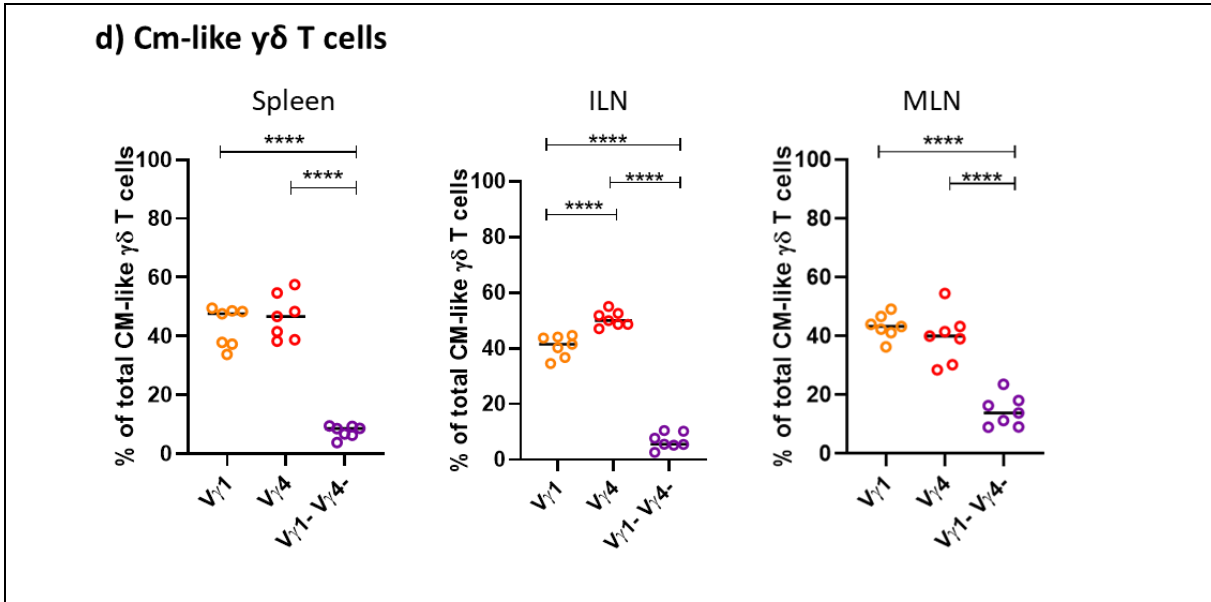 d) Cm-like γδ T cells
Spleen
****
****
% of total CM-like γδ T cells
100
80
60
40
20
0
Vγ1
Vγ4
Vγ1- Vγ4-
ILN
****
****
****
% of total CM-like γδ T cells
100
80
60
40
20
0
Vγ1
Vγ4
Vγ1- Vγ4-
MLN
****
****
% of total CM-like γδ T cells
100
80
60
40
20
0
Vγ1
Vγ4
Vγ1- Vγ4-